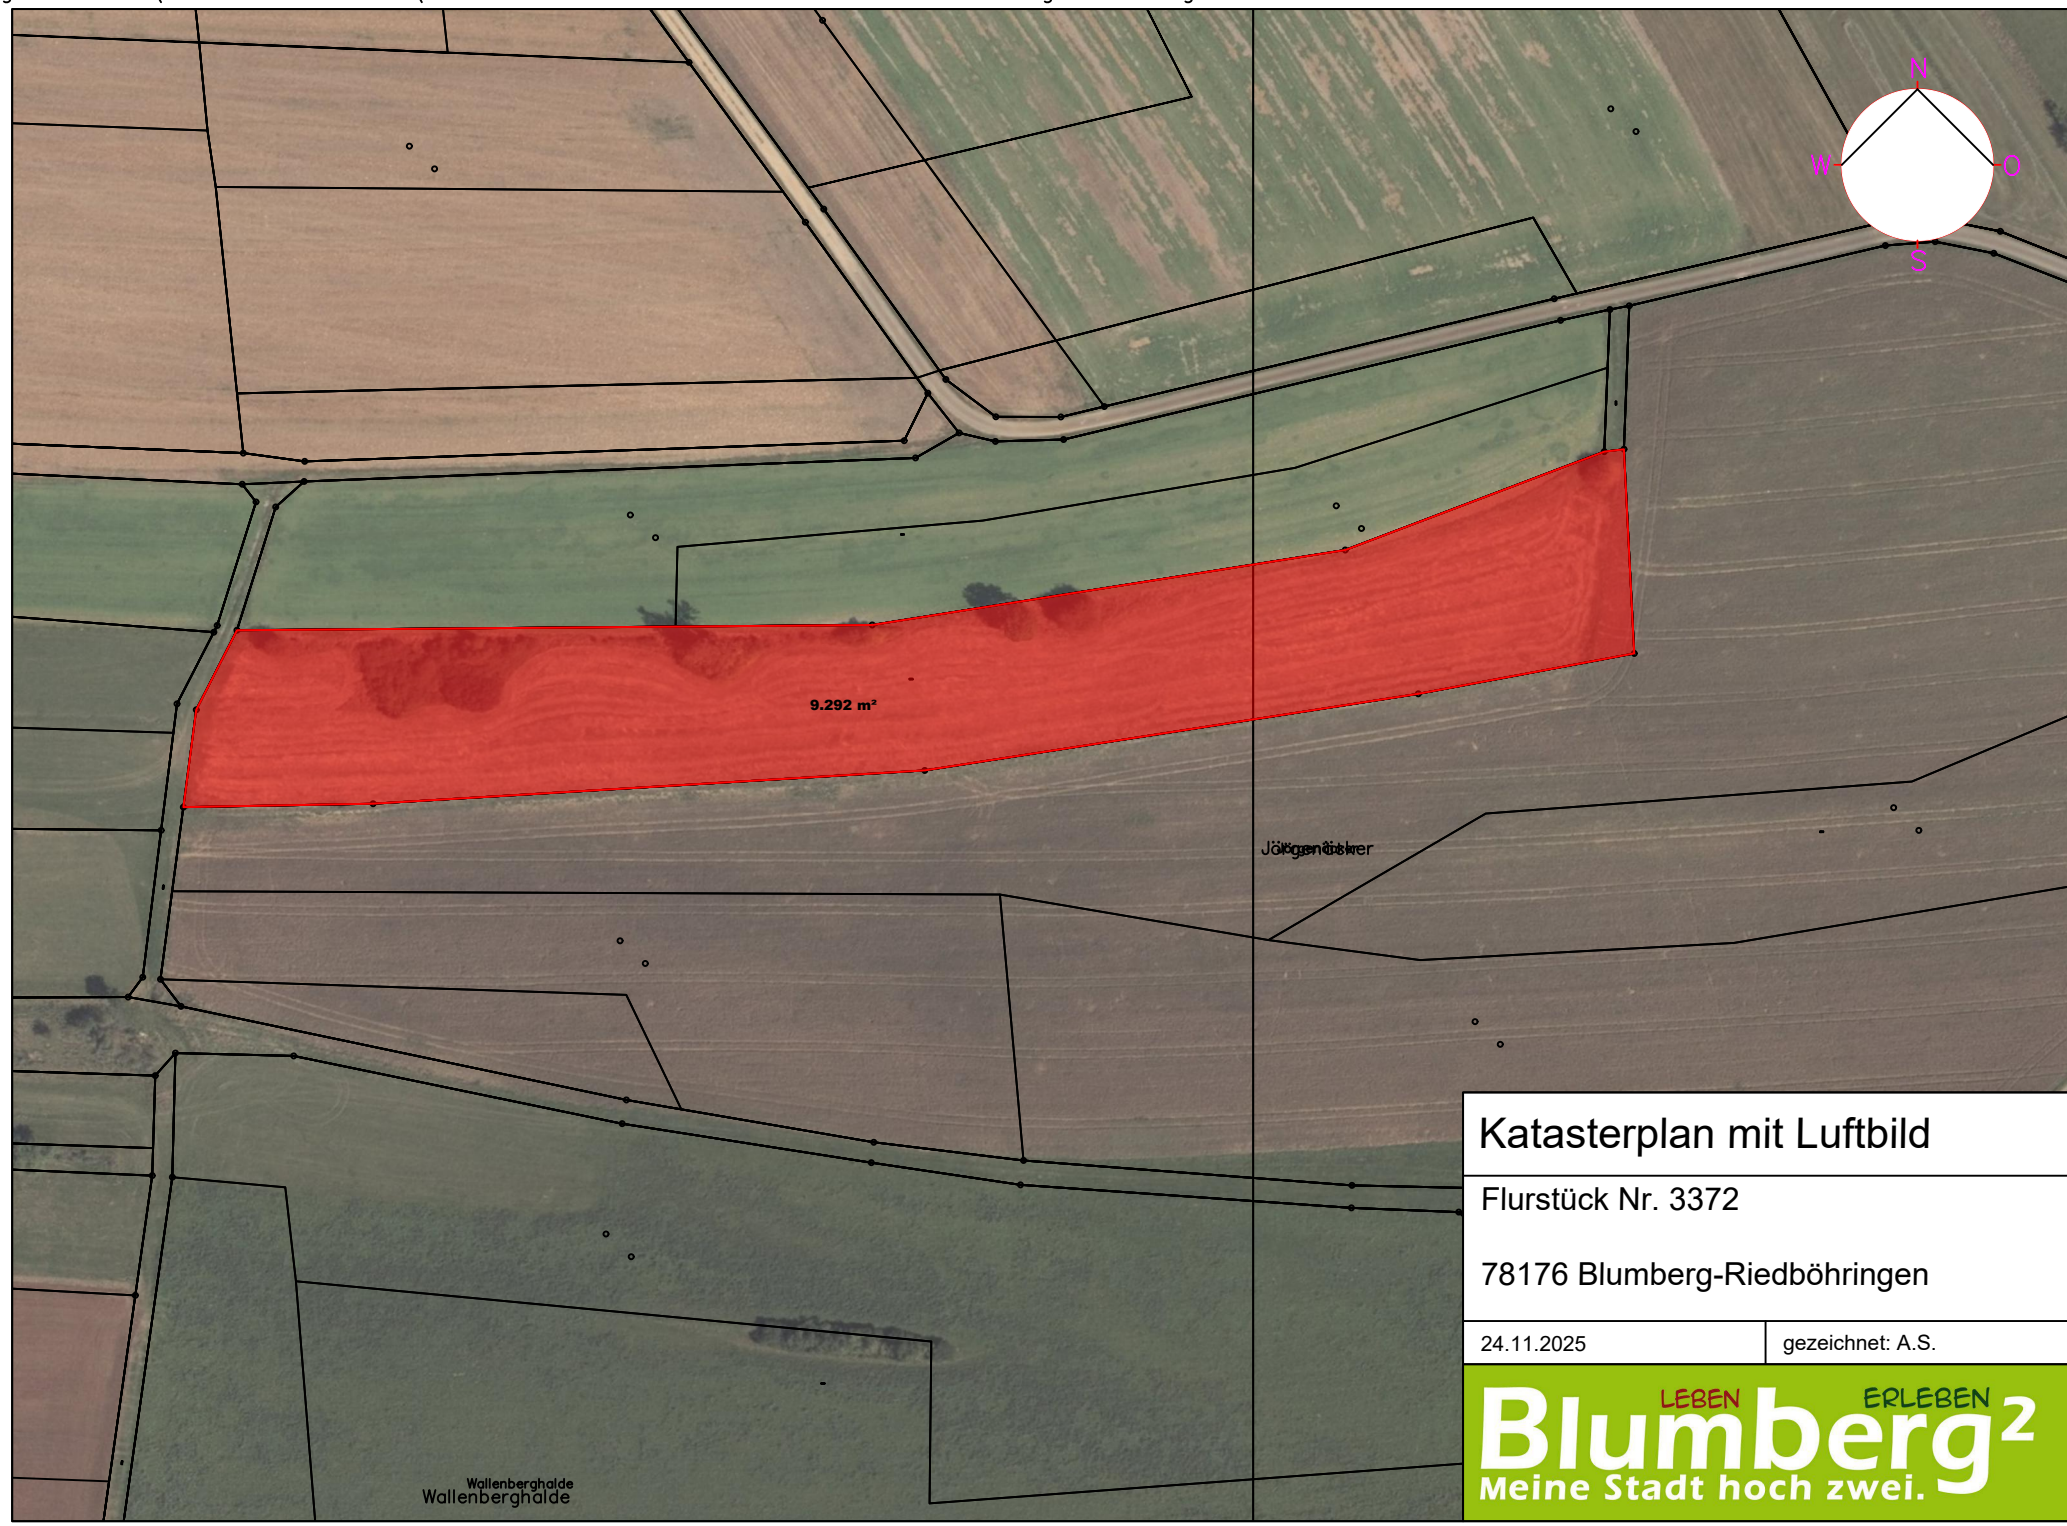 N
W
O
S
9.292 m²
Wallenberghalde
Wallenberghalde
Katasterplan mit Luftbild
Flurstück Nr. 3372
78176 Blumberg-Riedböhringen
24.11.2025
gezeichnet: A.S.
LEBEN ERLEBEN
Blumberg²
Meine Stadt hoch zwei.